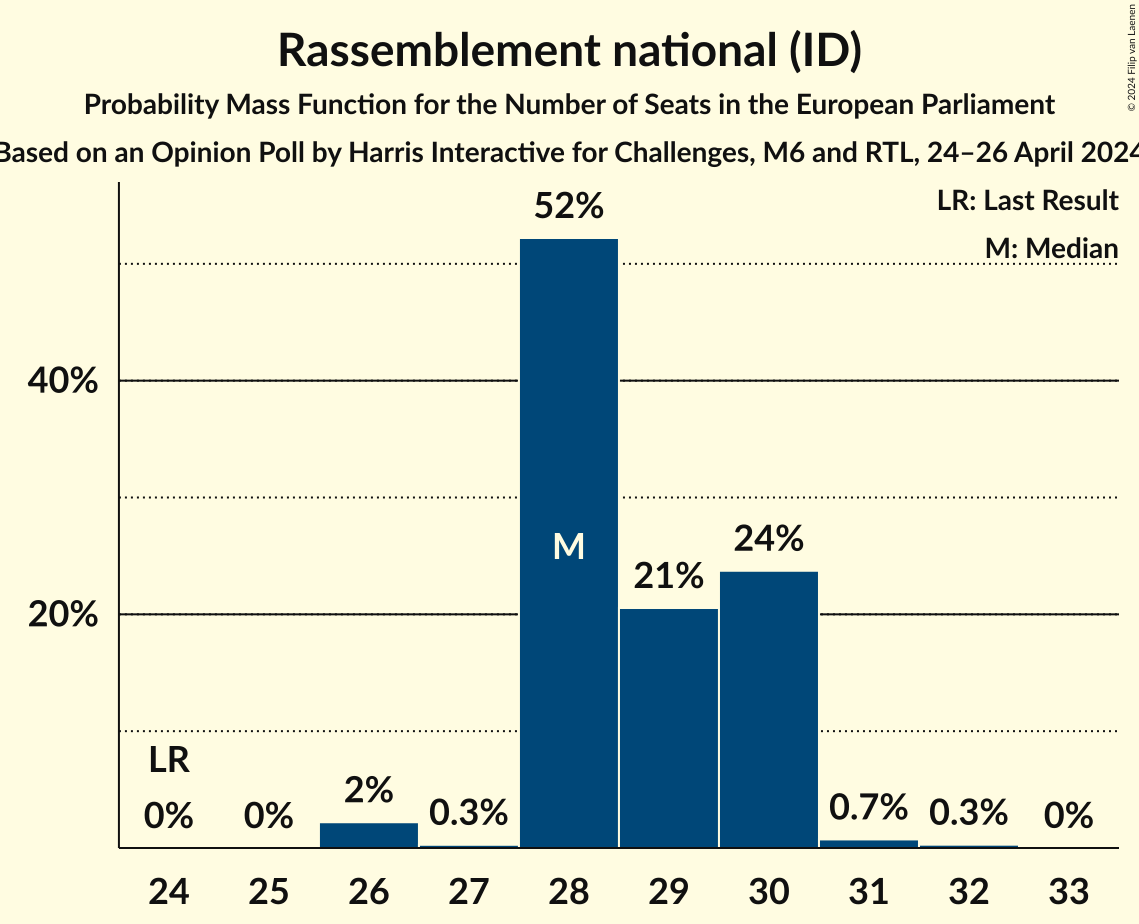 Rassemblement national (ID)
Probability Mass Function for the Number of Seats in the European Parliament
Based on an Opinion Poll by Harris Interactive for Challenges, M6 and RTL, 24–26 April 2024
© 2024 Filip van Laenen
LR: Last Result
M: Median
52%
40%
M
24%
21%
20%
LR
0%
0%
2%
0.3%
0.7%
0.3%
0%
24 25 26 27 28 29 30 31 32 33